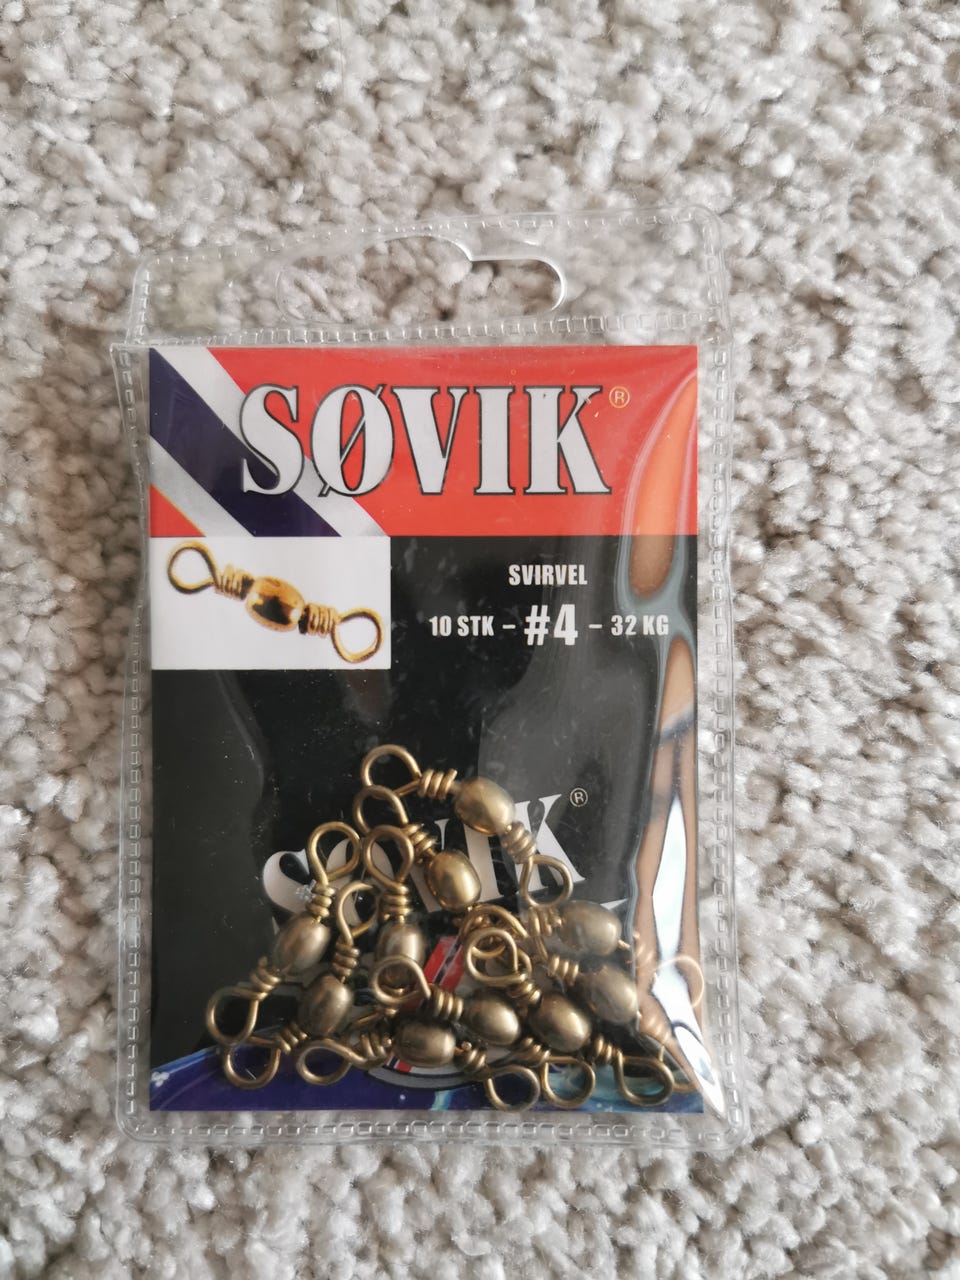 SØVIK®
SVIRVEL
10 STK – #4 – 32 KG
SØVIK®